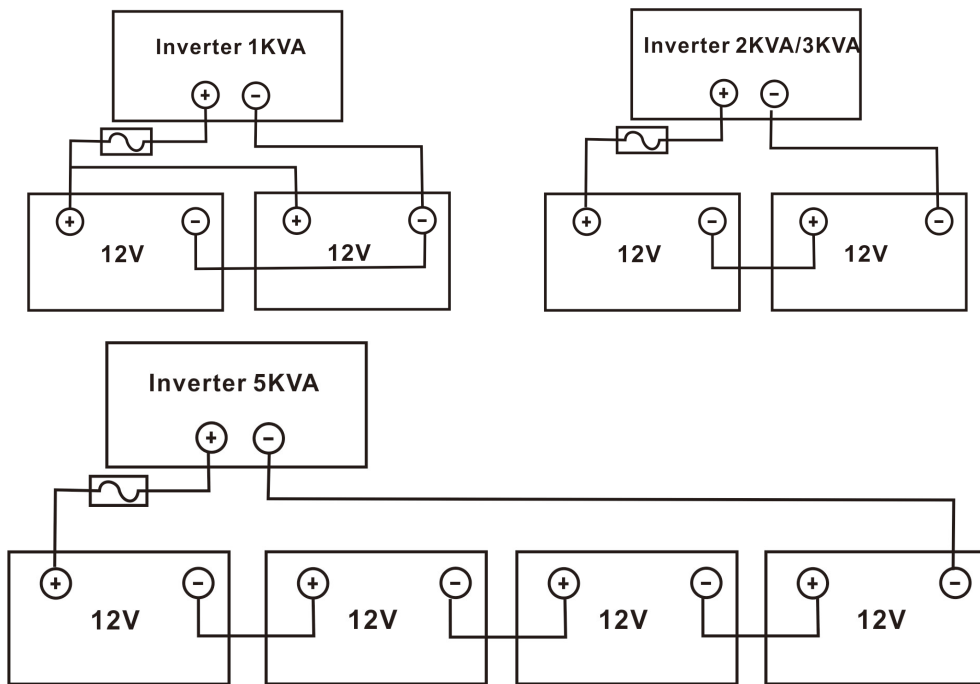 Inverter 1KVA
+ -
+ - + -
12V 12V
Inverter 2KVA/3KVA
+ -
+ - + -
12V 12V
Inverter 5KVA
+ -
+ - + - + - + -
12V 12V 12V 12V